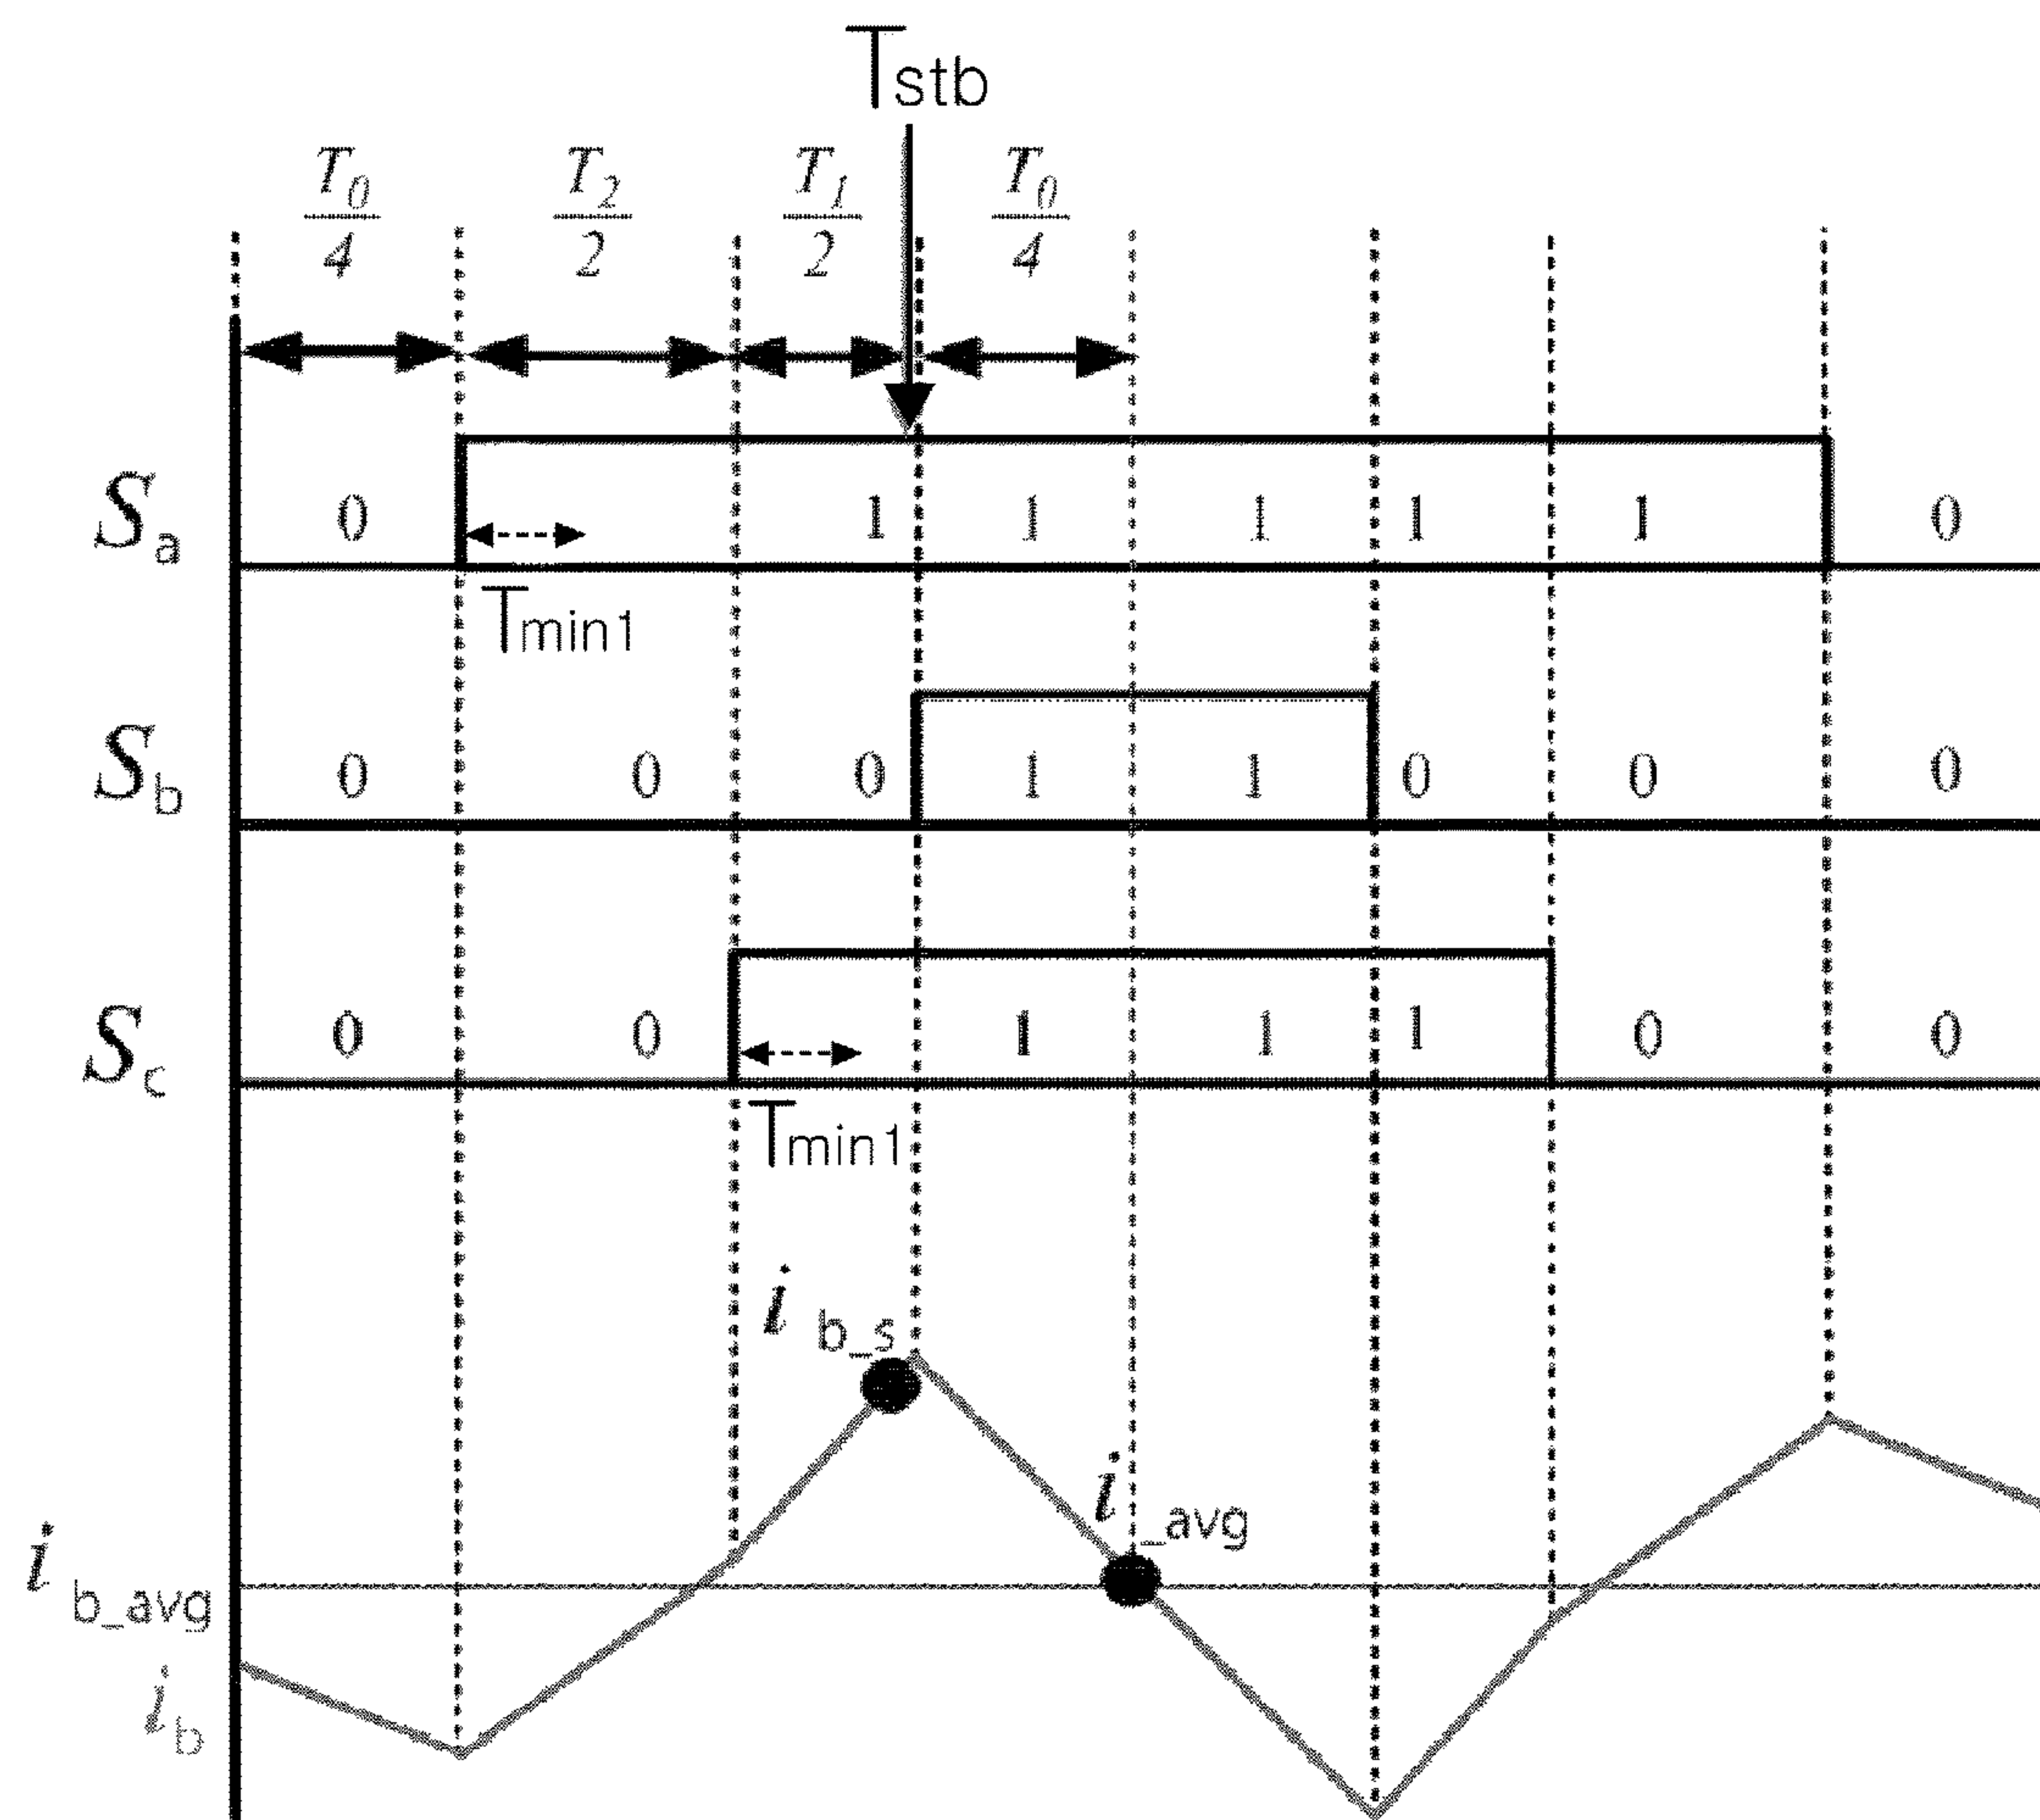 Tstb
T0/4 T2/2 T1/2 T0/4
Sa 0 1 1 1 1 1 0
Tmin1
Sb 0 0 0 1 1 0 0 0
Sc 0 0 1 1 1 0 0
Tmin1
i b_s
i _avg
i b_avg
i b